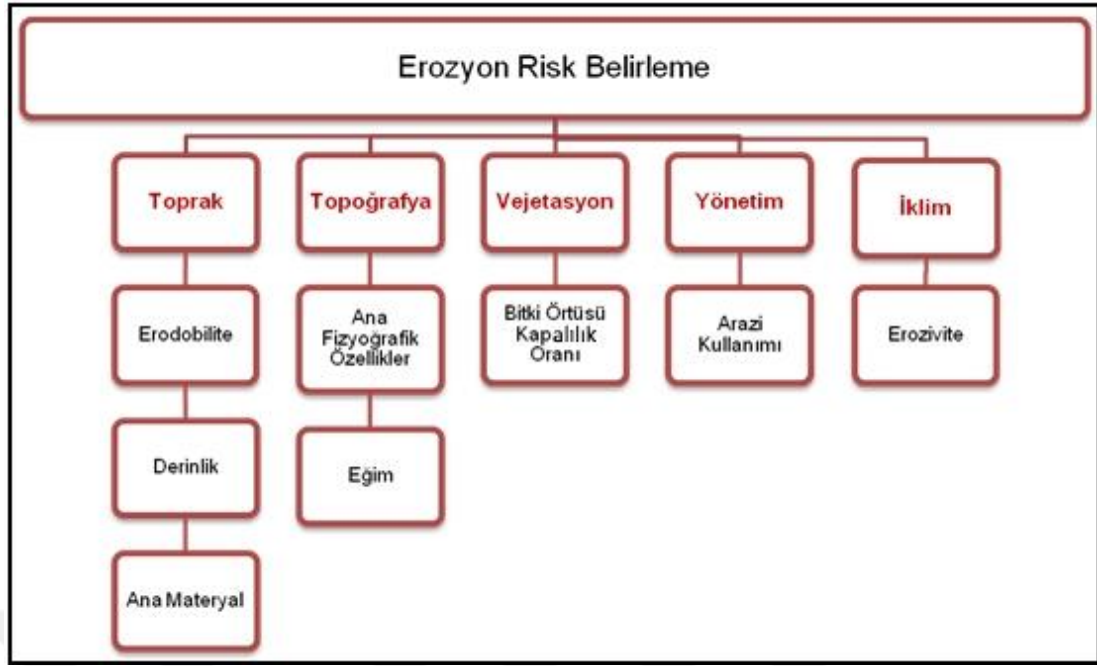 Erozyon Risk Belirleme
Toprak
Topoğrafya
Vejetasyon
Yönetim
İklim
Erodobilite
Ana
Fizyoğrafik
Özellikler
Bitki Örtüsü
Kapalılık
Oranı
Arazi
Kullanımı
Erozivite
Derinlik
Eğim
Ana Materyal